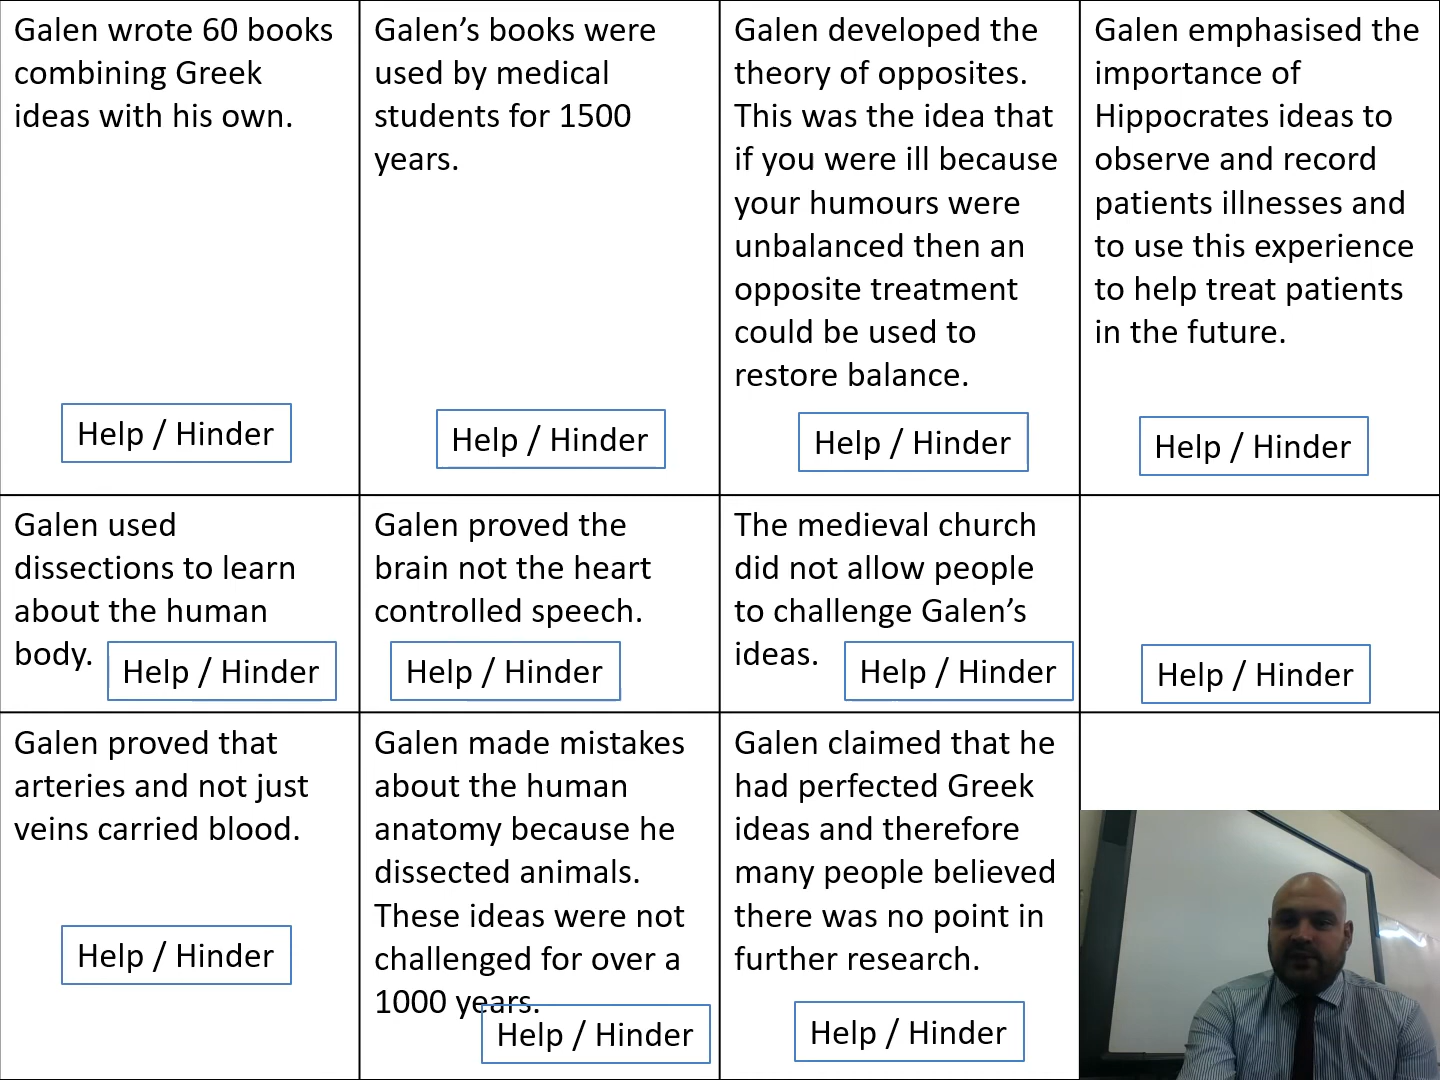 Galen wrote 60 books
combining Greek
ideas with his own.
Help / Hinder
Galen’s books were
used by medical
students for 1500
years.
Help / Hinder
Galen developed the
theory of opposites.
This was the idea that
if you were ill because
your humours were
unbalanced then an
opposite treatment
could be used to
restore balance.
Help / Hinder
Galen emphasised the
importance of
Hippocrates ideas to
observe and record
patients illnesses and
to use this experience
to help treat patients
in the future.
Help / Hinder
Galen used
dissections to learn
about the human
body.
Help / Hinder
Galen proved the
brain not the heart
controlled speech.
Help / Hinder
The medieval church
did not allow people
to challenge Galen’s
ideas.
Help / Hinder
Help / Hinder
Galen proved that
arteries and not just
veins carried blood.
Help / Hinder
Galen made mistakes
about the human
anatomy because he
dissected animals.
These ideas were not
challenged for over a
1000 years.
Help / Hinder
Galen claimed that he
had perfected Greek
ideas and therefore
many people believed
there was no point in
further research.
Help / Hinder